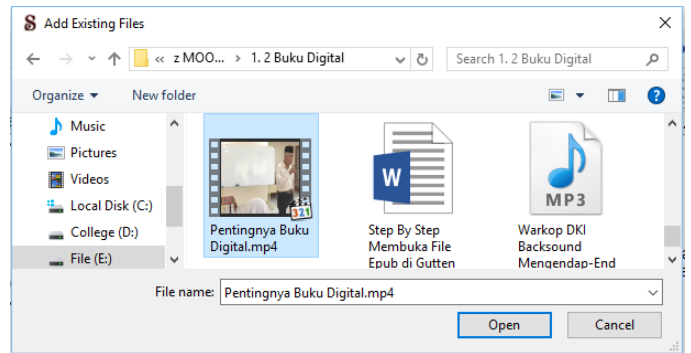 Add Existing Files
« z MOO... › 1. 2 Buku Digital
Search 1. 2 Buku Digital
Organize
New folder
Music
Pictures
Videos
Local Disk (C:)
College (D:)
File (E:)
321
Pentingnya Buku
Digital.mp4
W
Step By Step
Membuka File
Epub di Gutten
MP3
Warkop DKI
Backsound
Mengendap-End
File name:
Pentingnya Buku Digital.mp4
Open
Cancel